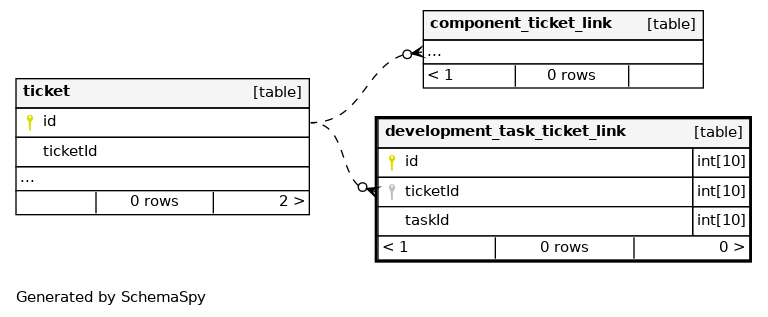 component_ticket_link [table]
...
< 1 0 rows
ticket [table]
id
ticketId
...
0 rows 2 >
development_task_ticket_link [table]
id int[10]
ticketId int[10]
taskId int[10]
< 1 0 rows 0 >
Generated by SchemaSpy